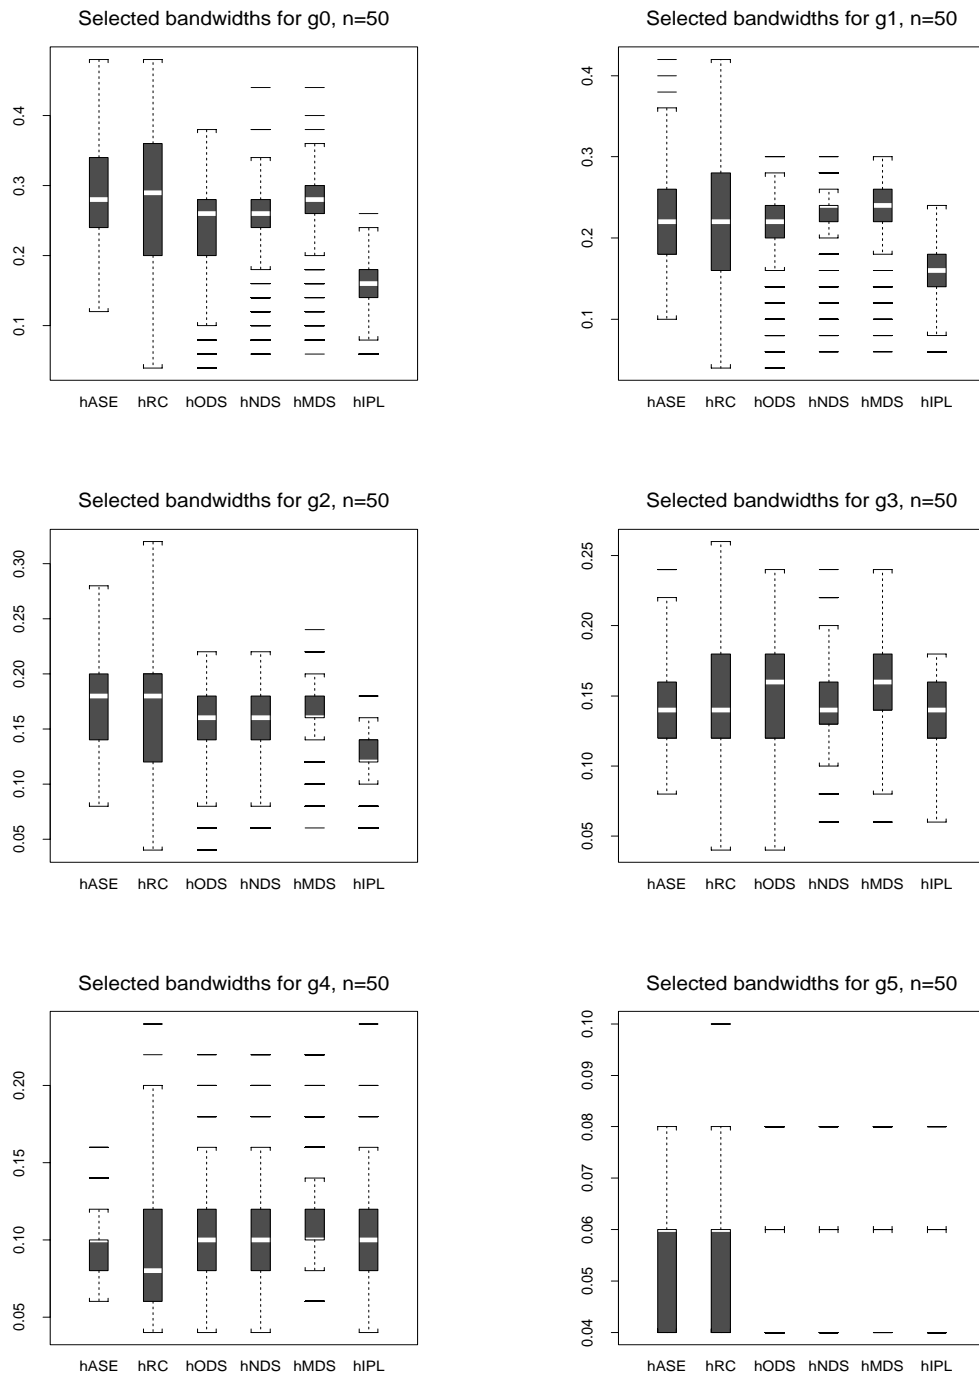 Selected bandwidths for g0, n=50
0.1 0.2 0.3 0.4
hASE hRC hODS hNDS hMDS hIPL
Selected bandwidths for g1, n=50
0.1 0.2 0.3 0.4
hASE hRC hODS hNDS hMDS hIPL
Selected bandwidths for g2, n=50
0.05 0.10 0.15 0.20 0.25 0.30
hASE hRC hODS hNDS hMDS hIPL
Selected bandwidths for g3, n=50
0.05 0.10 0.15 0.20 0.25
hASE hRC hODS hNDS hMDS hIPL
Selected bandwidths for g4, n=50
0.05 0.10 0.15 0.20
hASE hRC hODS hNDS hMDS hIPL
Selected bandwidths for g5, n=50
0.04 0.05 0.06 0.07 0.08 0.09 0.10
hASE hRC hODS hNDS hMDS hIPL